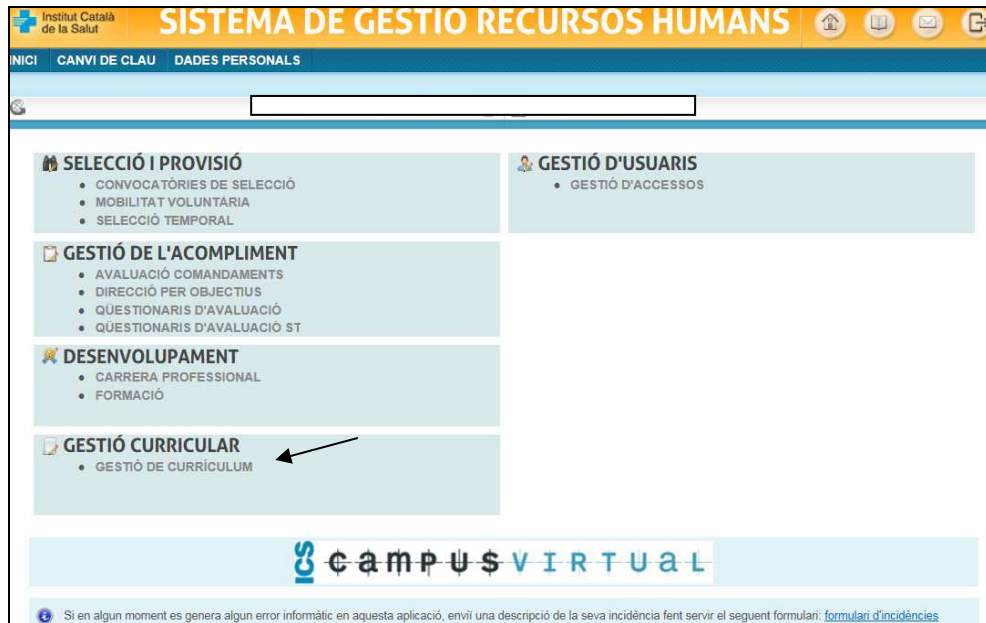 Institut Català
de la Salut
SISTEMA DE GESTIO RECURSOS HUMANS
INICI CANVI DE CLAU DADES PERSONALS
SELECCIÓ I PROVISIÓ
• CONVOCATÒRIES DE SELECCIÓ
• MOBILITAT VOLUNTÀRIA
• SELECCIÓ TEMPORAL
GESTIÓ DE L'ACOMPLIMENT
• AVALUACIÓ COMANDAMENTS
• DIRECCIÓ PER OBJECTIUS
• QÜESTIONARIS D'AVALUACIÓ
• QÜESTIONARIS D'AVALUACIÓ ST
DESENVOLUPAMENT
• CARRERA PROFESSIONAL
• FORMACIÓ
GESTIÓ CURRICULAR
• GESTIÓ DE CURRÍCULUM
GESTIÓ D'USUARIS
• GESTIÓ D'ACCESSOS
ICS campus VIRTUAL
Si en algun moment es genera algun error informàtic en aquesta aplicació, enviï una descripció de la seva incidència fent servir el seguent formulari: formulari d'incidències